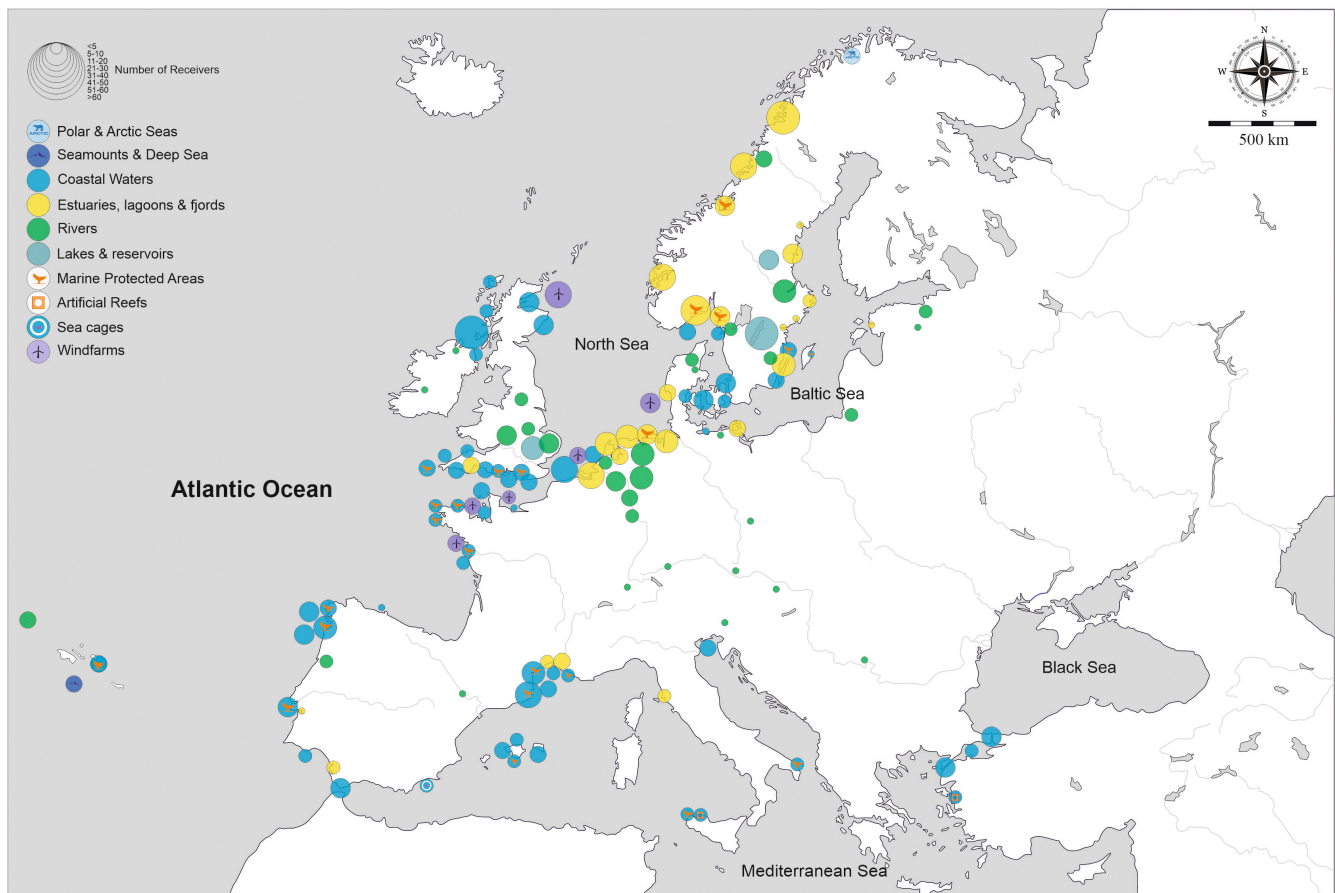 <5
5-10
11-20
21-30
31-40
41-50
51-60
>60
Number of Receivers
N
W
E
S
500 km
ARCTIC
Polar & Arctic Seas
Seamounts & Deep Sea
Coastal Waters
Estuaries, lagoons & fjords
Rivers
Lakes & reservoirs
Marine Protected Areas
Artificial Reefs
Sea cages
Windfarms
North Sea
Baltic Sea
Atlantic Ocean
Black Sea
Mediterranean Sea